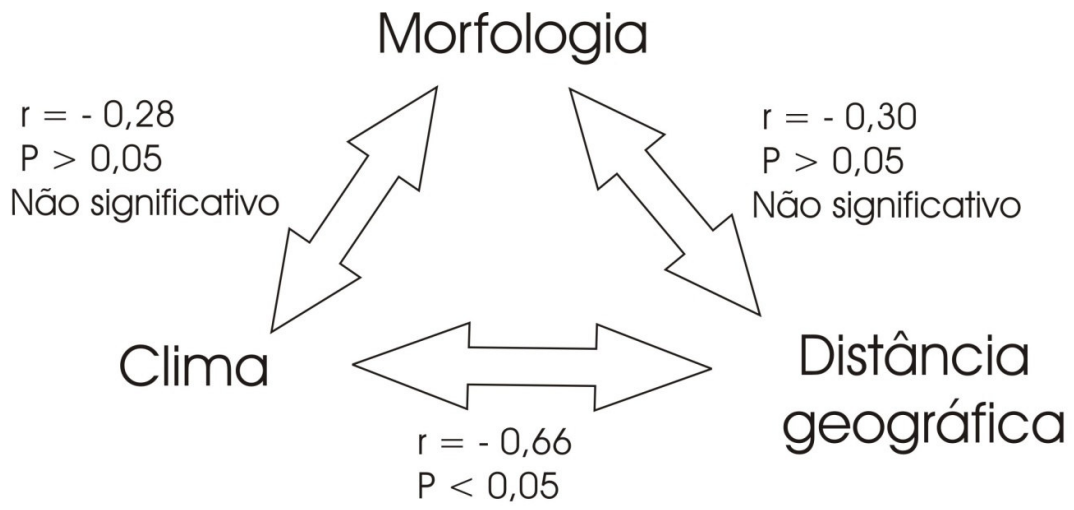 Morfologia
r = - 0,28
P > 0,05
Não significativo
r = - 0,30
P > 0,05
Não significativo
Clima
Distância
geográfica
r = - 0,66
P < 0,05